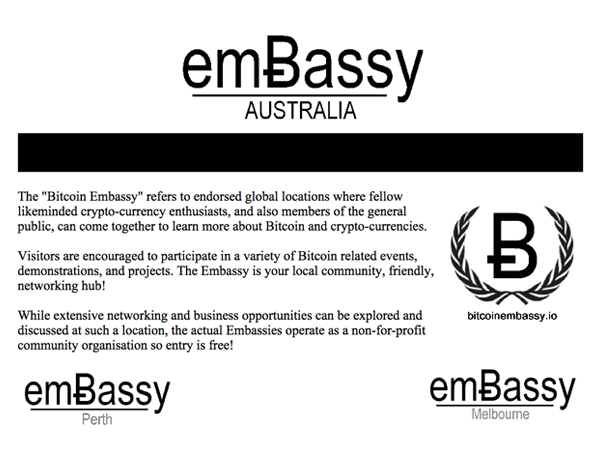 emBassy
AUSTRALIA
The "Bitcoin Embassy" refers to endorsed global locations where fellow
likeminded crypto-currency enthusiasts, and also members of the general
public, can come together to learn more about Bitcoin and crypto-currencies.
Visitors are encouraged to participate in a variety of Bitcoin related events,
demonstrations, and projects. The Embassy is your local community, friendly,
networking hub!
While extensive networking and business opportunities can be explored and
discussed at such a location, the actual Embassies operate as a non-for-profit
community organisation so entry is free!
B
bitcoinembassy.io
emBassy
Perth
emBassy
Melbourne